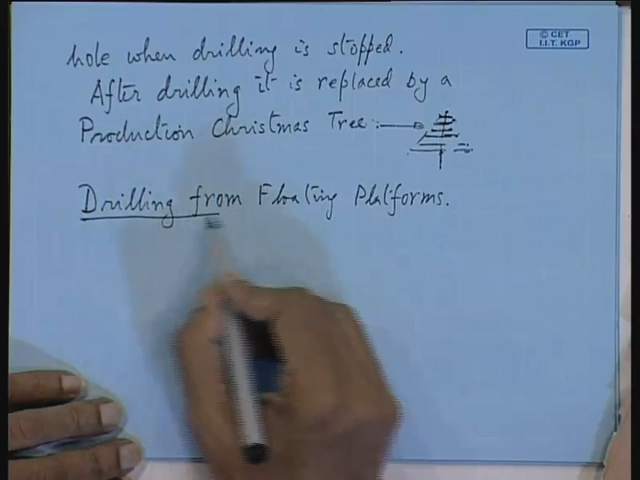 © CET
I.I.T. KGP
hole when drilling is stopped.
After drilling it is replaced by a
Production Christmas Tree :
Drilling from Floating Platforms.